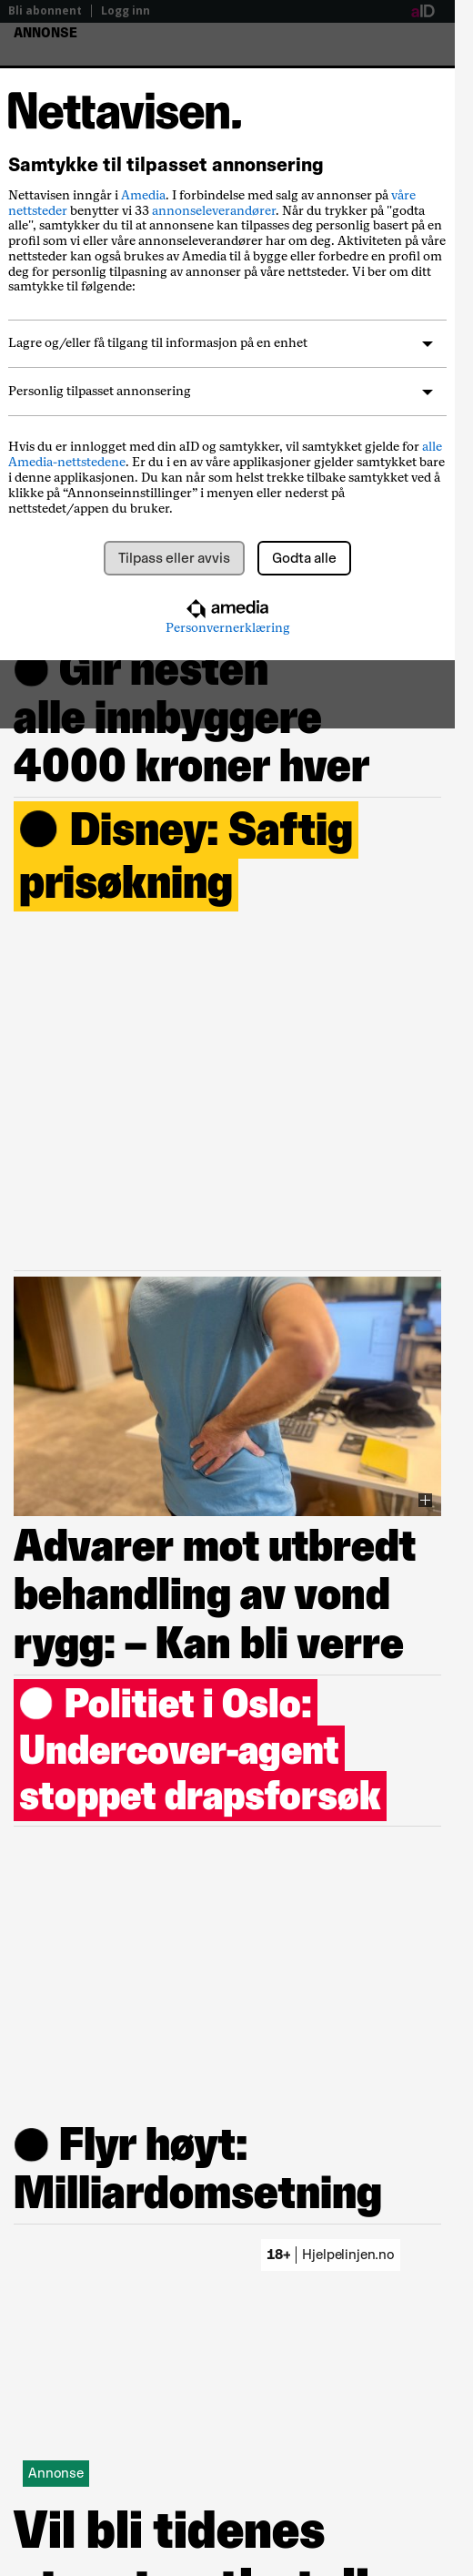 Bli abonnent | Logg inn
aID
ANNONSE
Nettavisen.
Samtykke til tilpasset annonsering
Nettavisen inngår i Amedia. I forbindelse med salg av annonser på våre
nettsteder benytter vi 33 annonseleverandører. Når du trykker på "godta
alle", samtykker du til at annonsene kan tilpasses deg personlig basert på en
profil som vi eller våre annonseleverandører har om deg. Aktiviteten på våre
nettsteder kan også brukes av Amedia til å bygge eller forbedre en profil om
deg for personlig tilpasning av annonser på våre nettsteder. Vi ber om ditt
samtykke til følgende:
Lagre og/eller få tilgang til informasjon på en enhet
Personlig tilpasset annonsering
Hvis du er innlogget med din aID og samtykker, vil samtykket gjelde for alle
Amedia-nettstedene. Er du i en av våre applikasjoner gjelder samtykket bare
i denne applikasjonen. Du kan når som helst trekke tilbake samtykket ved å
klikke på “Annonseinnstillinger” i menyen eller nederst på
nettstedet/appen du bruker.
Tilpass eller avvis
Godta alle
amedia
Personvernerklæring
Gir nesten
alle innbyggere
4000 kroner hver
Disney: Saftig
prisøkning
Advarer mot utbredt
behandling av vond
rygg: – Kan bli verre
Politiet i Oslo:
Undercover-agent
stoppet drapsforsøk
Flyr høyt:
Milliardomsetning
18+ | Hjelpelinjen.no
Annonse
Vil bli tidenes